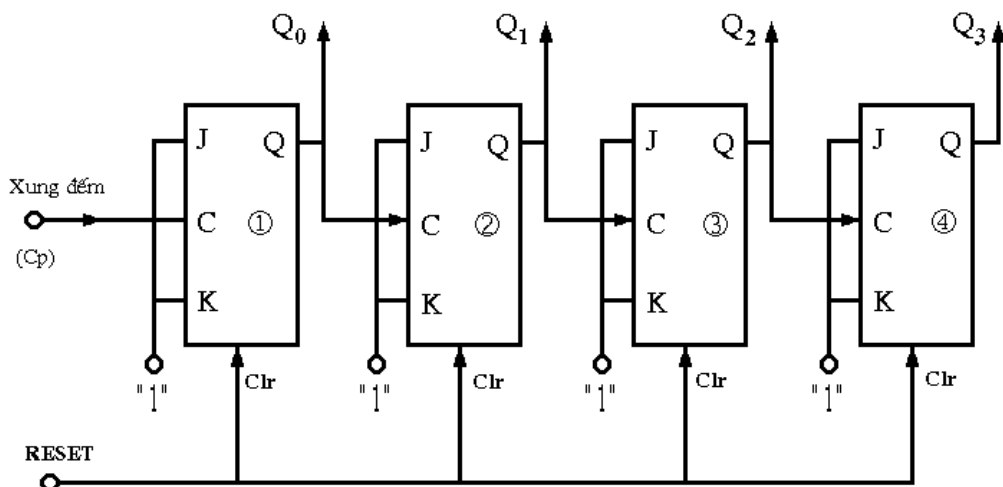 Q0 Q1 Q2 Q3
J Q J Q J Q J Q
Xung đếm
C ① C ② C ③ C ④
(Cp)
K K K K
"1" Clr "1" Clr "1" Clr "1" Clr
RESET